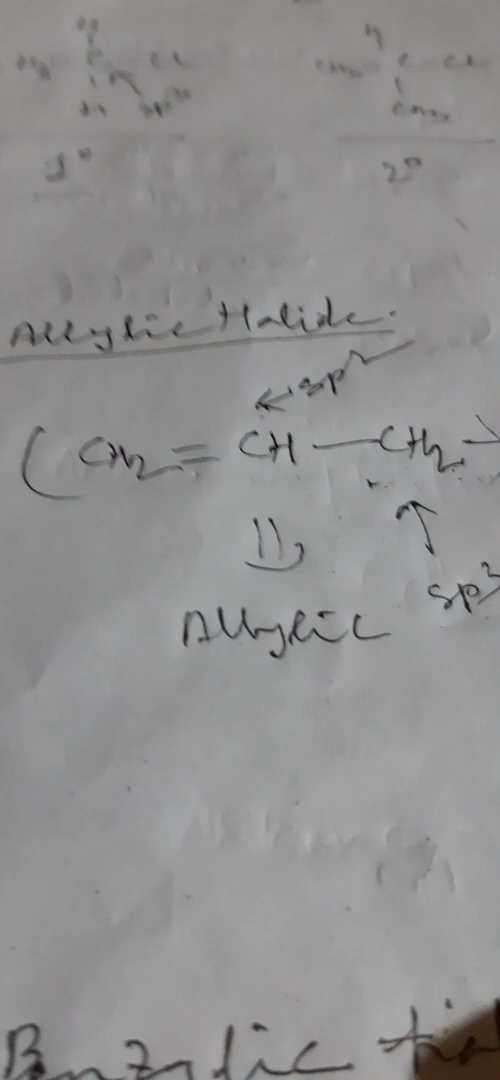 1° 2°
Allylic Halide.
← sp²
( CH₂ = CH — CH₂
sp³
Allylic
Benzylic